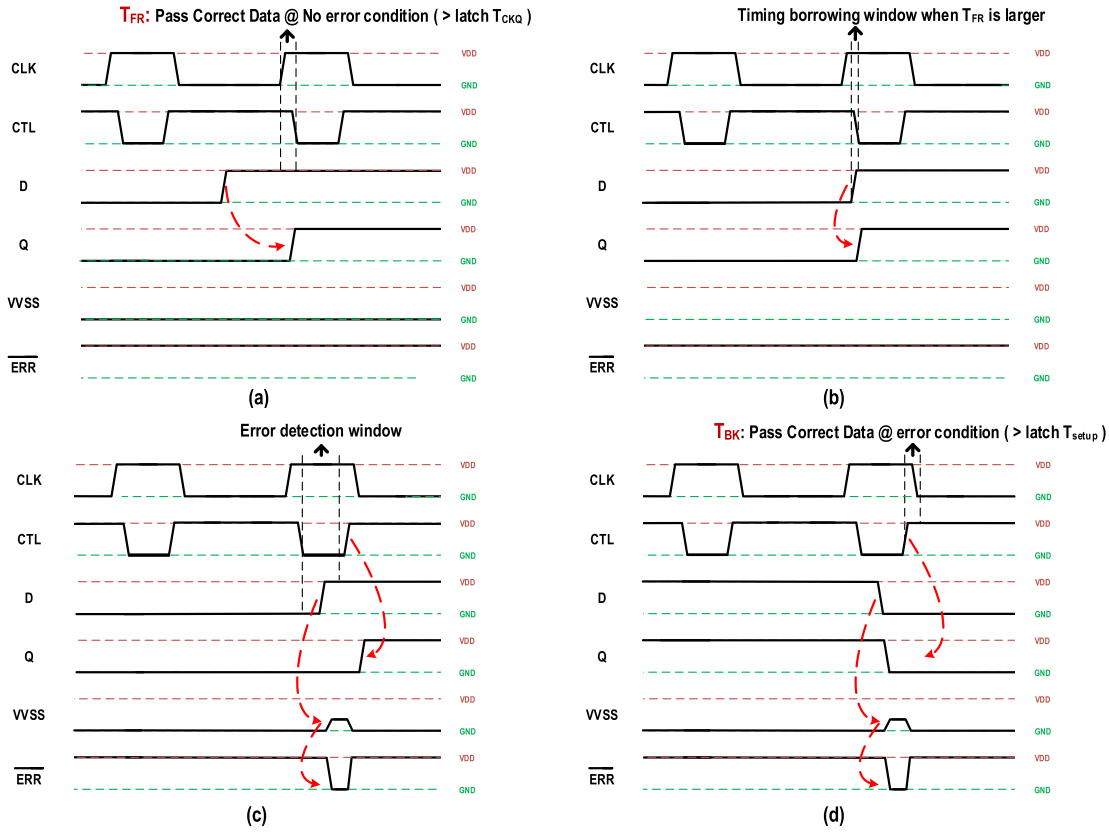 TFR: Pass Correct Data @ No error condition ( > latch TCKQ )
CLK
VDD
GND
CTL
VDD
GND
D
VDD
GND
Q
VDD
GND
VVSS
VDD
GND
ERR
VDD
GND
(a)
Timing borrowing window when TFR is larger
CLK
VDD
GND
CTL
VDD
GND
D
VDD
GND
Q
VDD
GND
VVSS
VDD
GND
ERR
VDD
GND
(b)
Error detection window
CLK
VDD
GND
CTL
VDD
GND
D
VDD
GND
Q
VDD
GND
VVSS
VDD
GND
ERR
VDD
GND
(c)
TBK: Pass Correct Data @ error condition ( > latch Tsetup )
CLK
VDD
GND
CTL
VDD
GND
D
VDD
GND
Q
VDD
GND
VVSS
VDD
GND
ERR
VDD
GND
(d)